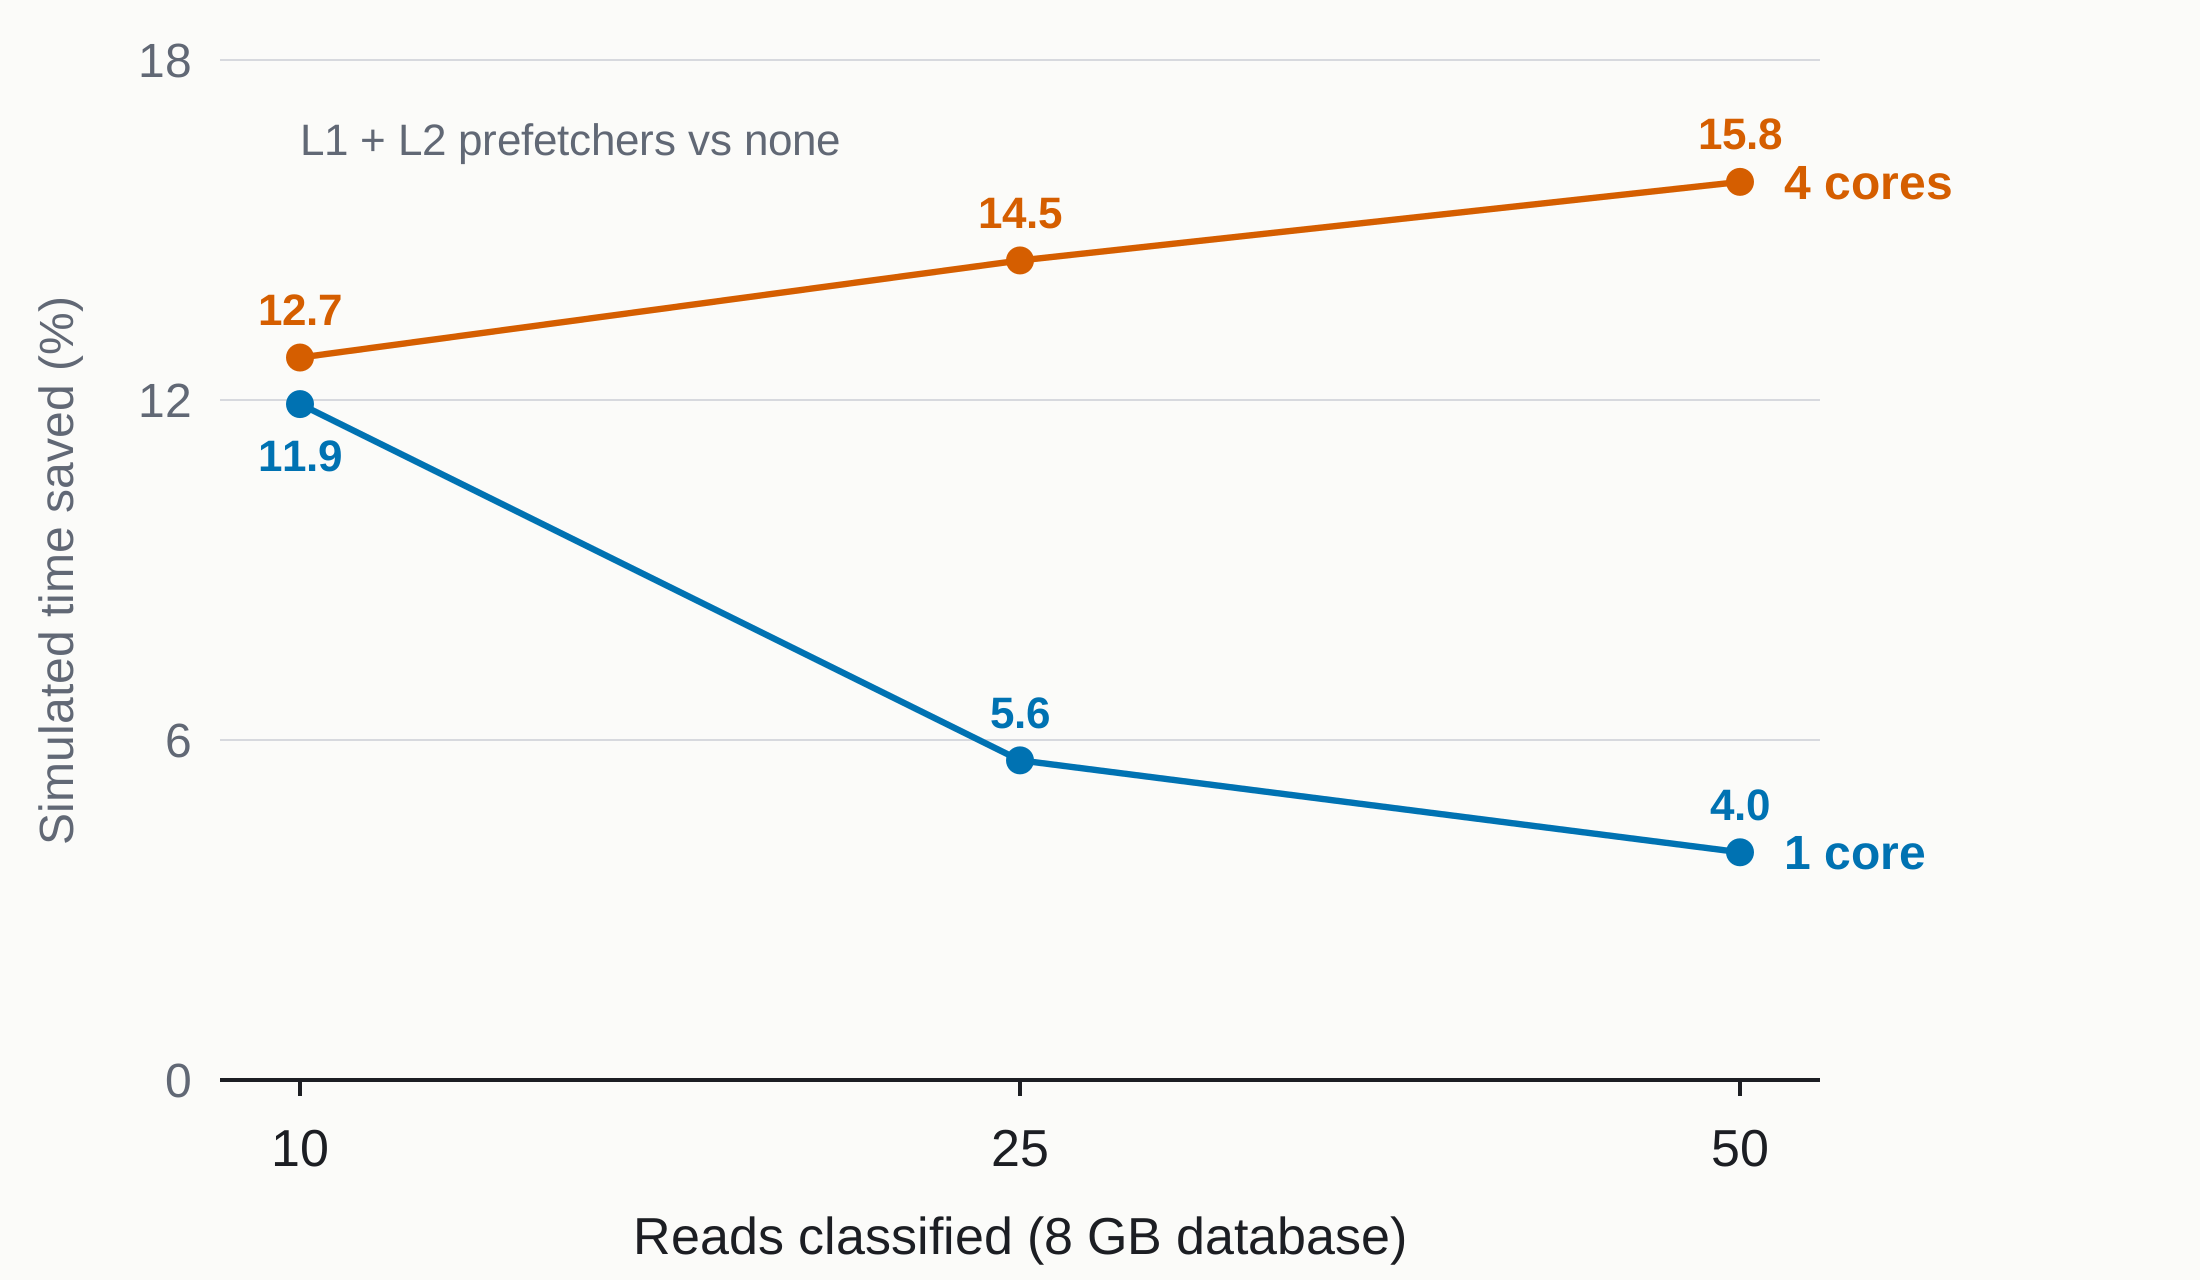 18
L1 + L2 prefetchers vs none
15.8
4 cores
14.5
12.7
12
11.9
Simulated time saved (%)
5.6
6
4.0
1 core
0
10
25
50
Reads classified (8 GB database)